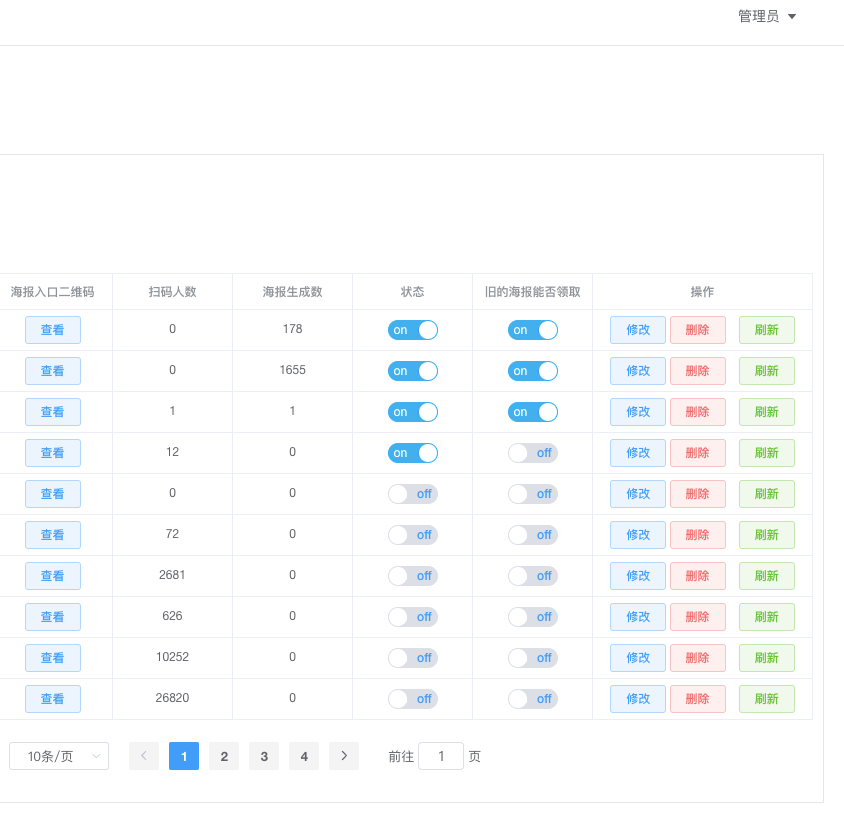 管理员
海报入口二维码 扫码人数 海报生成数 状态 旧的海报能否领取 操作
查看 0 178 on on 修改 删除 刷新
查看 0 1655 on on 修改 删除 刷新
查看 1 1 on on 修改 删除 刷新
查看 12 0 on off 修改 删除 刷新
查看 0 0 off off 修改 删除 刷新
查看 72 0 off off 修改 删除 刷新
查看 2681 0 off off 修改 删除 刷新
查看 626 0 off off 修改 删除 刷新
查看 10252 0 off off 修改 删除 刷新
查看 26820 0 off off 修改 删除 刷新
10条/页 1 2 3 4 前往 1 页